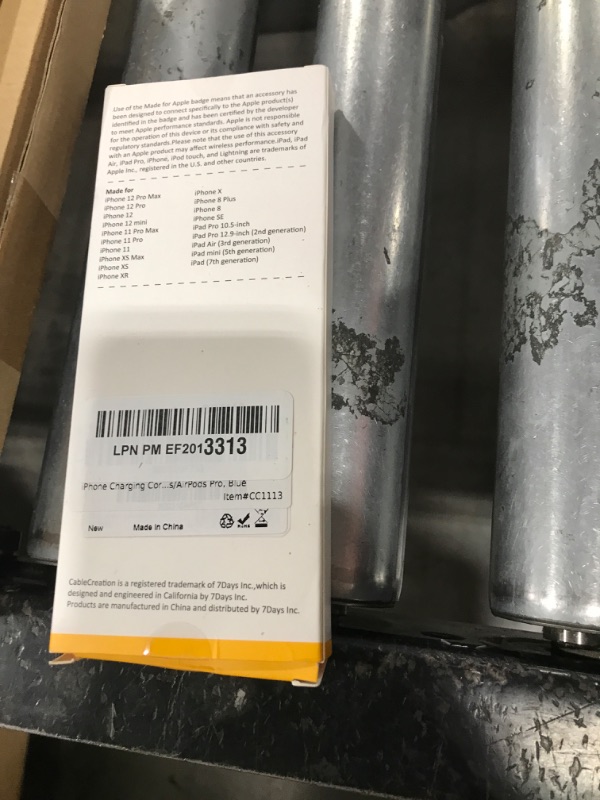 Use of the Made for Apple badge means that an accessory has
been designed to connect specifically to the Apple product(s)
identified in the badge and has been certified by the developer
to meet Apple performance standards. Apple is not responsible
for the operation of this device or its compliance with safety and
regulatory standards.Please note that the use of this accessory
with an Apple product may affect wireless performance.iPad, iPad
Air, iPad Pro, iPhone, iPod touch, and Lightning are trademarks of
Apple Inc., registered in the U.S. and other countries.
Made for
iPhone 12 Pro Max
iPhone 12 Pro
iPhone 12
iPhone 12 mini
iPhone 11 Pro Max
iPhone 11 Pro
iPhone 11
iPhone XS Max
iPhone XS
iPhone XR
iPhone X
iPhone 8 Plus
iPhone 8
iPhone SE
iPad Pro 10.5-inch
iPad Pro 12.9-inch (2nd generation)
iPad Air (3rd generation)
iPad mini (5th generation)
iPad (7th generation)
LPN PM EF2013313
iPhone Charging Cor...s/AirPods Pro, Blue
Item#CC1113
New Made in China
RoHS
CableCreation is a registered trademark of 7Days Inc.,which is
designed and engineered in California by 7Days Inc.
Products are manufactured in China and distributed by 7Days Inc.